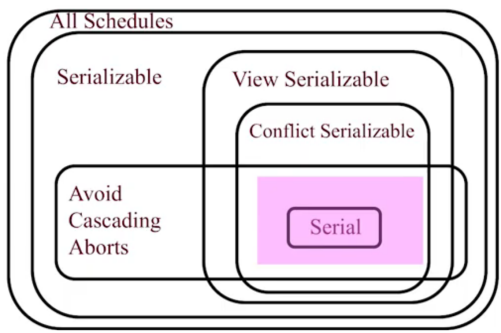 All Schedules
Serializable
View Serializable
Conflict Serializable
Avoid
Cascading
Aborts
Serial